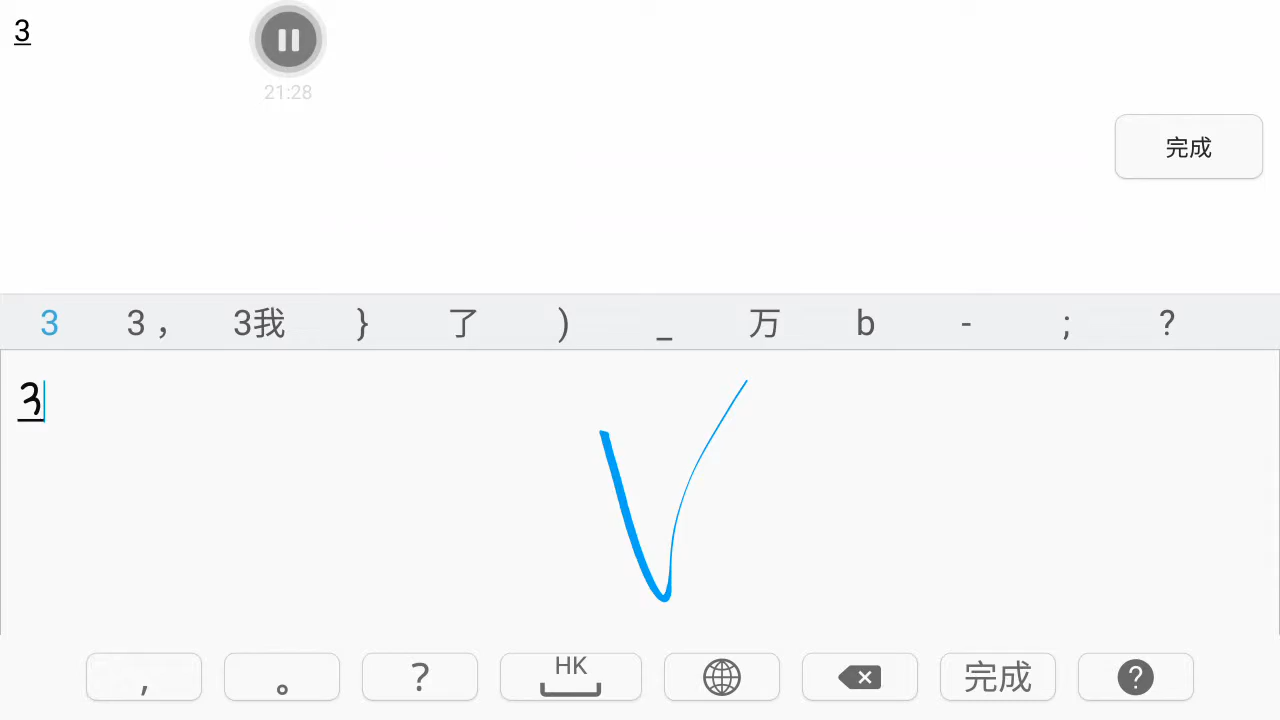 3
21:28
完成
3 3， 3我 } 了 ) _ 万 b - ; ?
3
, 。 ? HK 完成 ?